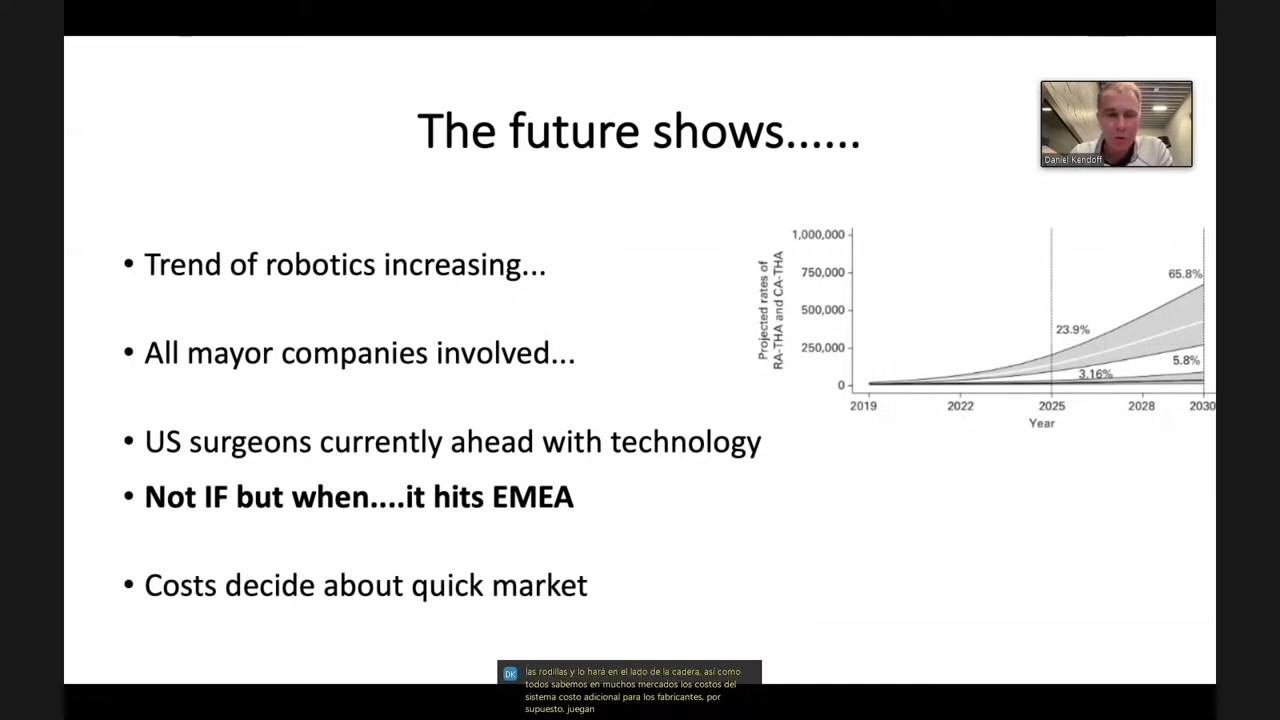 The future shows......
Daniel Kendoff
• Trend of robotics increasing...
• All mayor companies involved...
• US surgeons currently ahead with technology
• Not IF but when....it hits EMEA
• Costs decide about quick market
Projected rates of
RA-THA and CA-THA
1,000,000
750,000
500,000
250,000
0
65.8%
23.9%
5.8%
3.16%
2019
2022
2025
2028
2030
Year
DK
las rodillas y lo hará en el lado de la cadera, así como
todos sabemos en muchos mercados los costos del
sistema costo adicional para los fabricantes, por
supuesto, juegan